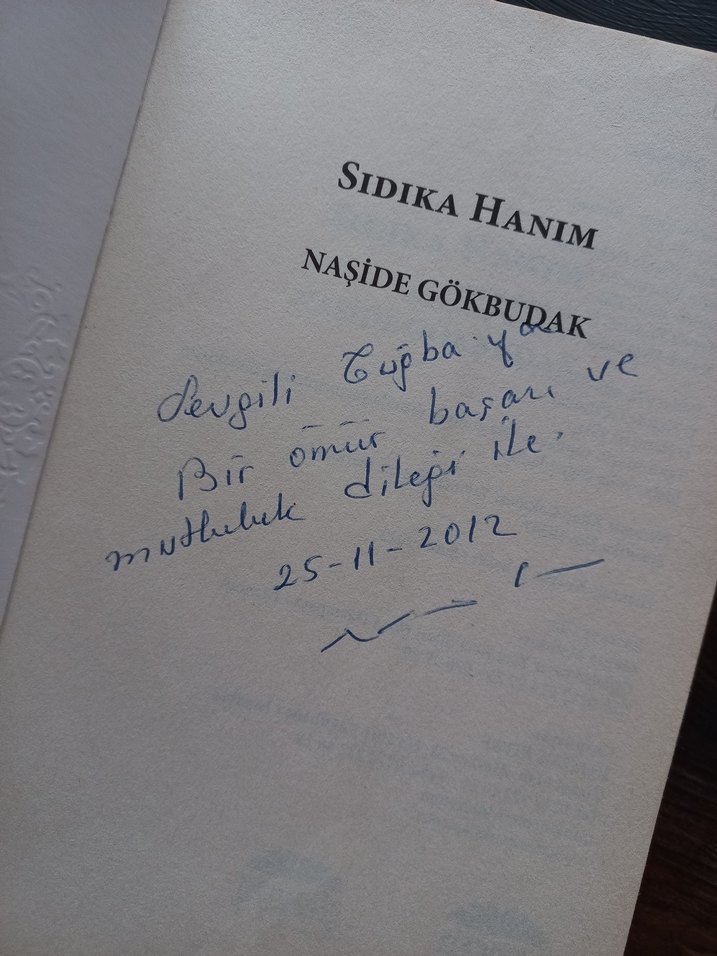 SIDIKA HANIM
NAŞİDE GÖKBUDAK
Sevgili Tuğba'ya
Bir ömür başarı ve
mutluluk dileği ile.
25-11-2012